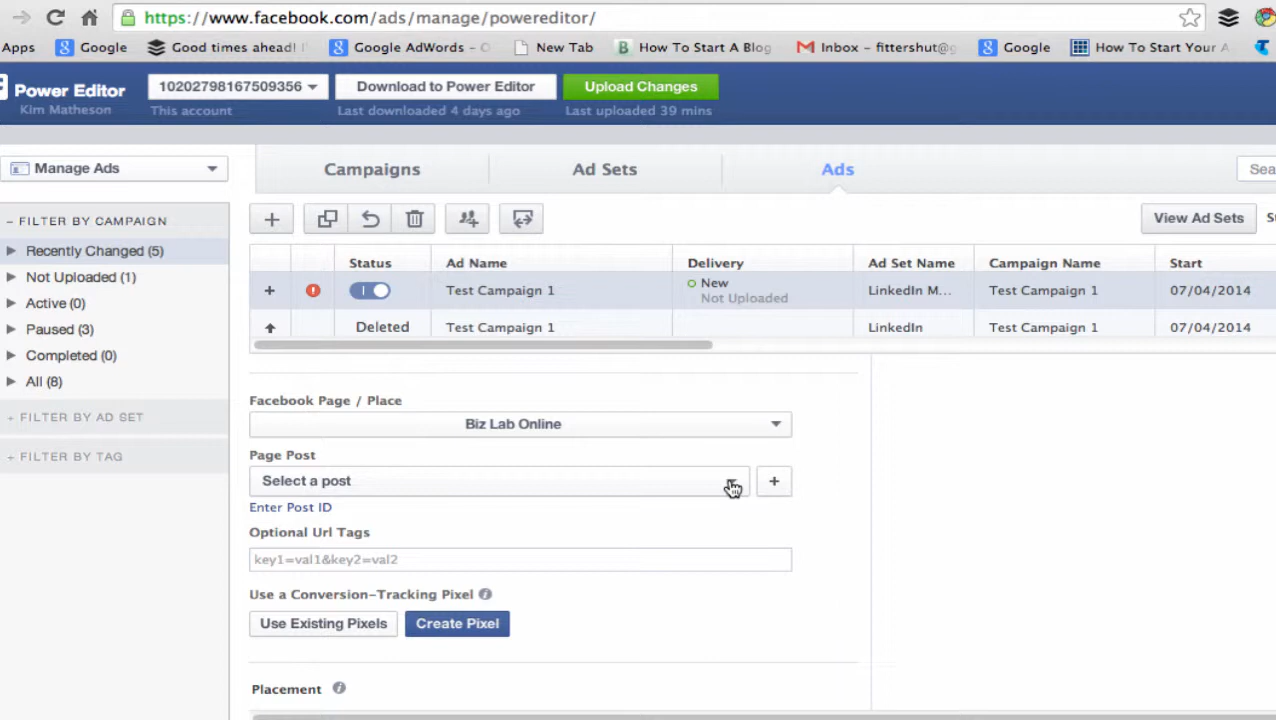 https://www.facebook.com/ads/manage/powereditor/
Apps Google Good times ahead! Google AdWords – New Tab How To Start A Blog Inbox – fittershut@g Google How To Start Your A
Power Editor 10202798167509356 Download to Power Editor Upload Changes
Kim Matheson This account Last downloaded 4 days ago Last uploaded 39 mins
Manage Ads Campaigns Ad Sets Ads Sea
– FILTER BY CAMPAIGN View Ad Sets
Recently Changed (5) Status Ad Name Delivery Ad Set Name Campaign Name Start
Not Uploaded (1) + Test Campaign 1 New LinkedIn M... Test Campaign 1 07/04/2014
Not Uploaded
Active (0)
Paused (3) Deleted Test Campaign 1 LinkedIn Test Campaign 1 07/04/2014
Completed (0)
All (8)
Facebook Page / Place
+ FILTER BY AD SET Biz Lab Online
+ FILTER BY TAG Page Post
Select a post +
Enter Post ID
Optional Url Tags
key1=val1&key2=val2
Use a Conversion-Tracking Pixel
Use Existing Pixels Create Pixel
Placement